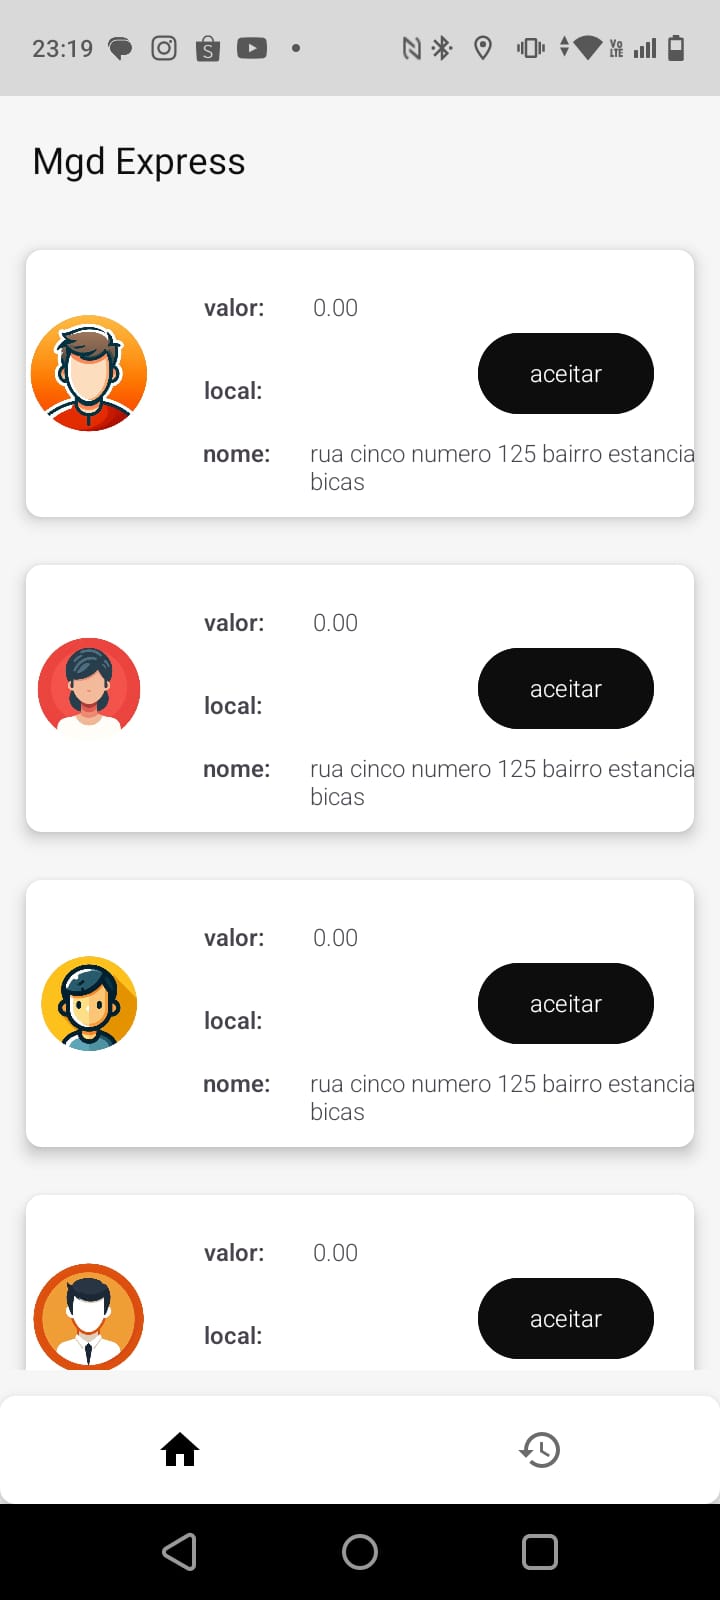 23:19
Mgd Express
valor: 0.00
aceitar
local:
nome: rua cinco numero 125 bairro estancia
bicas
valor: 0.00
aceitar
local:
nome: rua cinco numero 125 bairro estancia
bicas
valor: 0.00
aceitar
local:
nome: rua cinco numero 125 bairro estancia
bicas
valor: 0.00
aceitar
local: